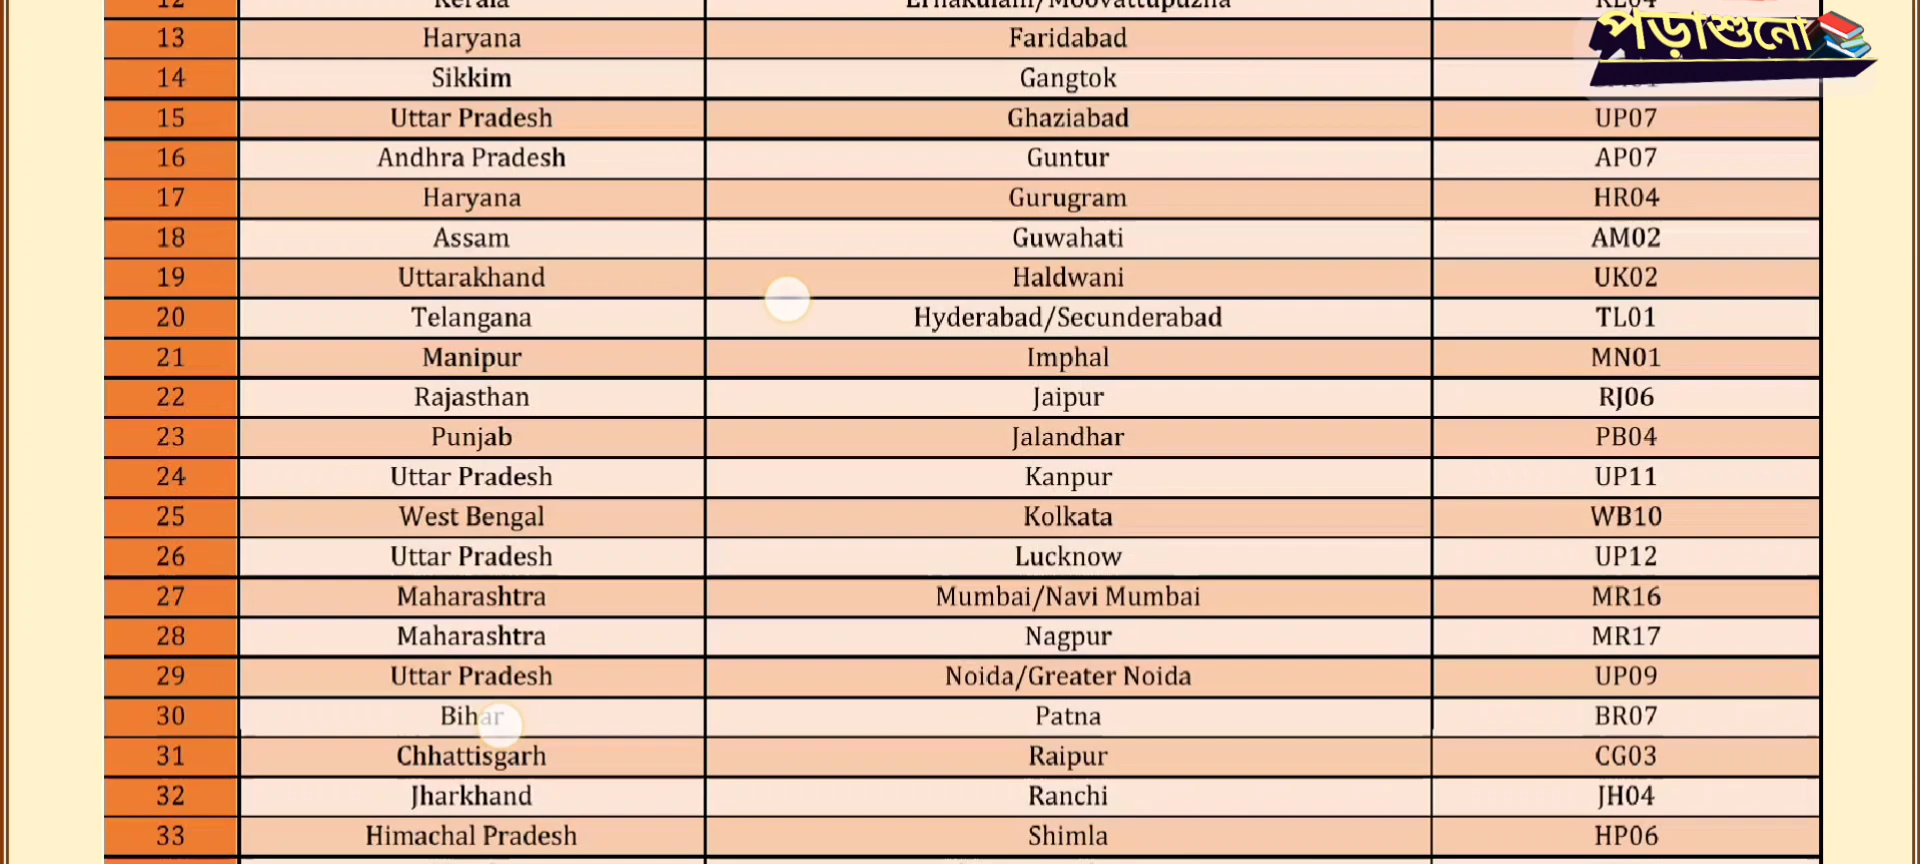 12 Kerala Ernakulam/Moovattupuzha KL04
13 Haryana Faridabad
14 Sikkim Gangtok
15 Uttar Pradesh Ghaziabad UP07
16 Andhra Pradesh Guntur AP07
17 Haryana Gurugram HR04
18 Assam Guwahati AM02
19 Uttarakhand Haldwani UK02
20 Telangana Hyderabad/Secunderabad TL01
21 Manipur Imphal MN01
22 Rajasthan Jaipur RJ06
23 Punjab Jalandhar PB04
24 Uttar Pradesh Kanpur UP11
25 West Bengal Kolkata WB10
26 Uttar Pradesh Lucknow UP12
27 Maharashtra Mumbai/Navi Mumbai MR16
28 Maharashtra Nagpur MR17
29 Uttar Pradesh Noida/Greater Noida UP09
30 Bihar Patna BR07
31 Chhattisgarh Raipur CG03
32 Jharkhand Ranchi JH04
33 Himachal Pradesh Shimla HP06
পড়াশুনো